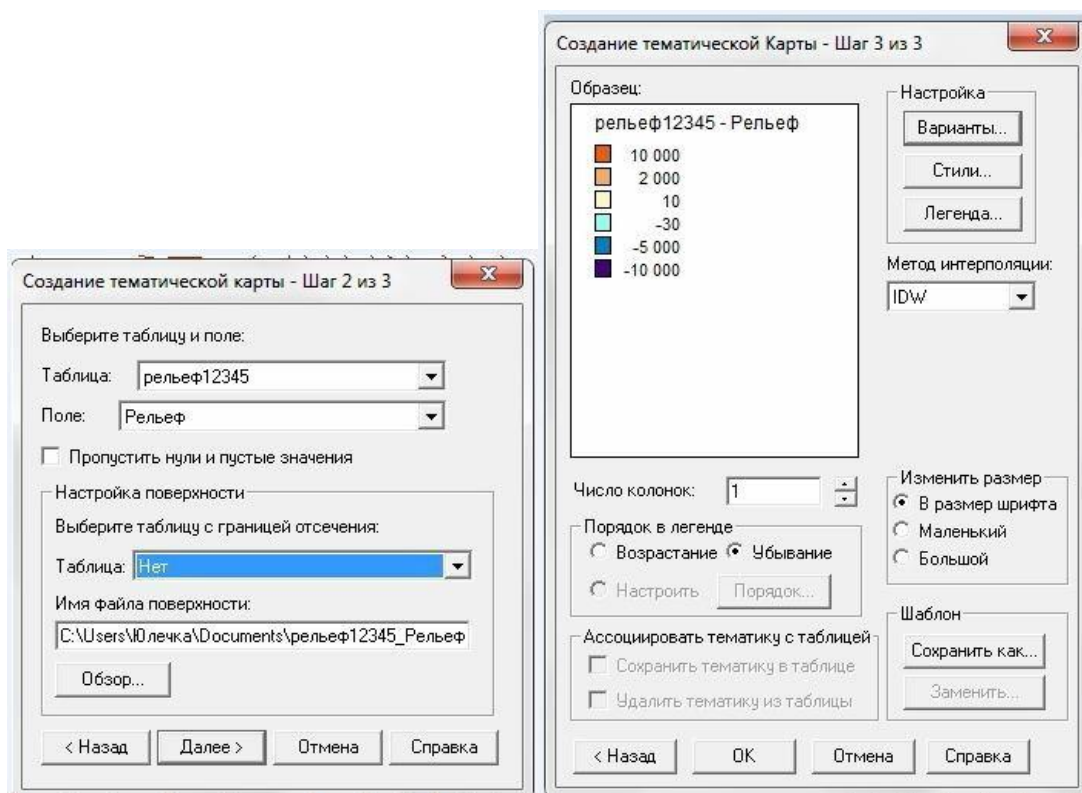 Создание тематической карты - Шаг 2 из 3
Выберите таблицу и поле:
Таблица: рельеф12345
Поле: Рельеф
Пропустить нули и пустые значения
Настройка поверхности
Выберите таблицу с границей отсечения:
Таблица: Нет
Имя файла поверхности:
C:\Users\Юлечка\Documents\рельеф12345_Рельеф
Обзор...
< Назад Далее > Отмена Справка
Создание тематической Карты - Шаг 3 из 3
Образец:
рельеф12345 - Рельеф
10 000
2 000
10
-30
-5 000
-10 000
Настройка
Варианты...
Стили...
Легенда...
Метод интерполяции:
IDW
Число колонок: 1
Порядок в легенде
Возрастание Убывание
Настроить Порядок...
Изменить размер
В размер шрифта
Маленький
Большой
Ассоциировать тематику с таблицей
Сохранить тематику в таблице
Удалить тематику из таблицы
Шаблон
Сохранить как...
Заменить...
< Назад OK Отмена Справка